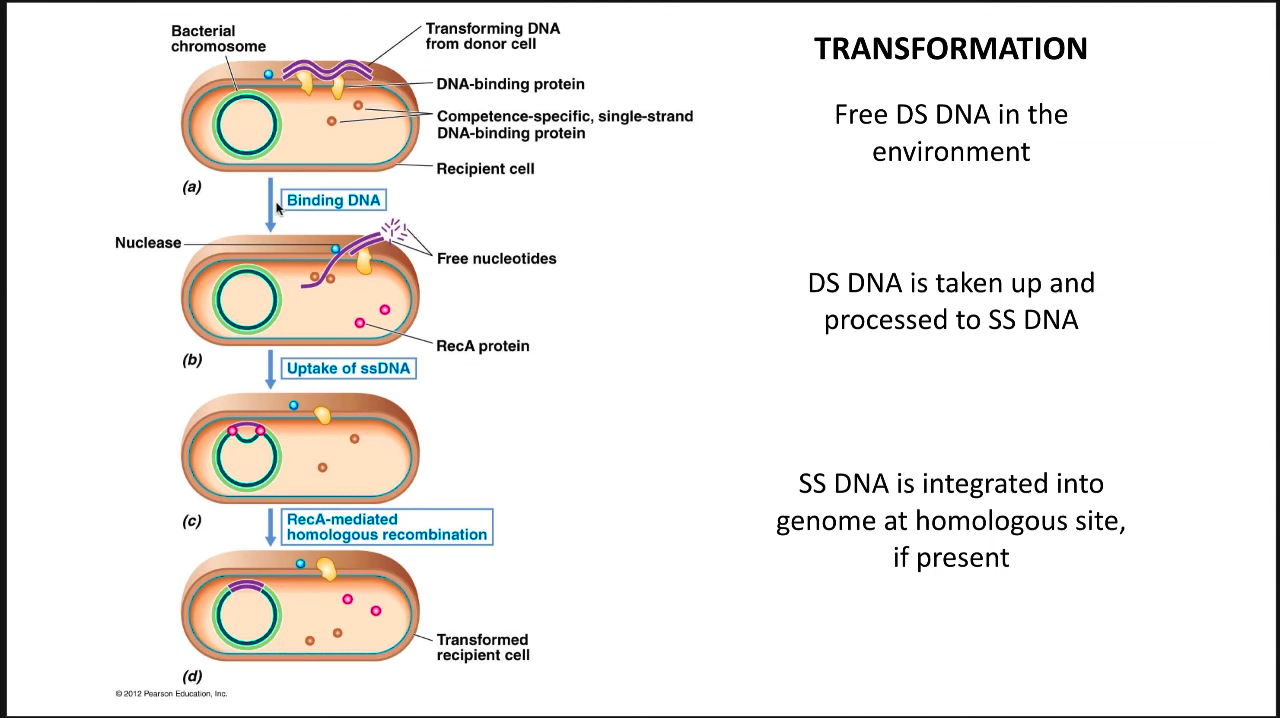 Bacterial
chromosome
Transforming DNA
from donor cell
DNA-binding protein
Competence-specific, single-strand
DNA-binding protein
Recipient cell
(a)
Binding DNA
Nuclease
Free nucleotides
RecA protein
(b)
Uptake of ssDNA
(c)
RecA-mediated
homologous recombination
Transformed
recipient cell
(d)
© 2012 Pearson Education, Inc.
TRANSFORMATION
Free DS DNA in the
environment
DS DNA is taken up and
processed to SS DNA
SS DNA is integrated into
genome at homologous site,
if present